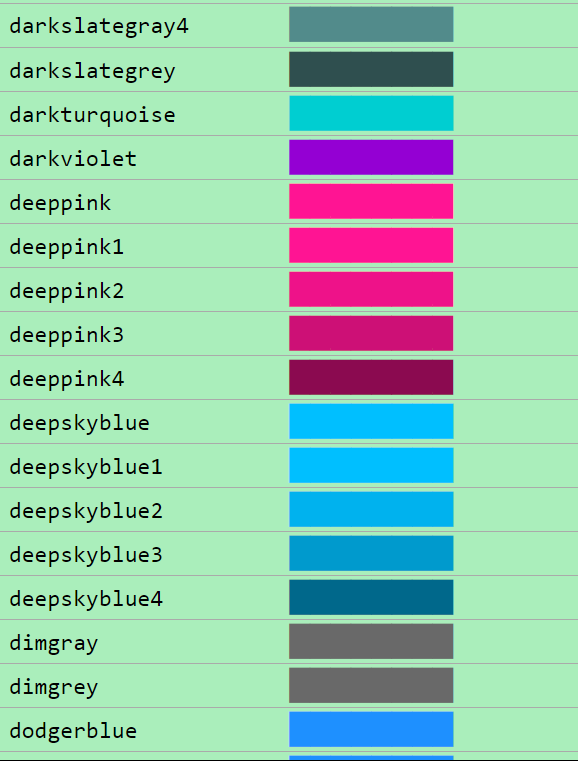 darkslategray4
darkslategrey
darkturquoise
darkviolet
deeppink
deeppink1
deeppink2
deeppink3
deeppink4
deepskyblue
deepskyblue1
deepskyblue2
deepskyblue3
deepskyblue4
dimgray
dimgrey
dodgerblue